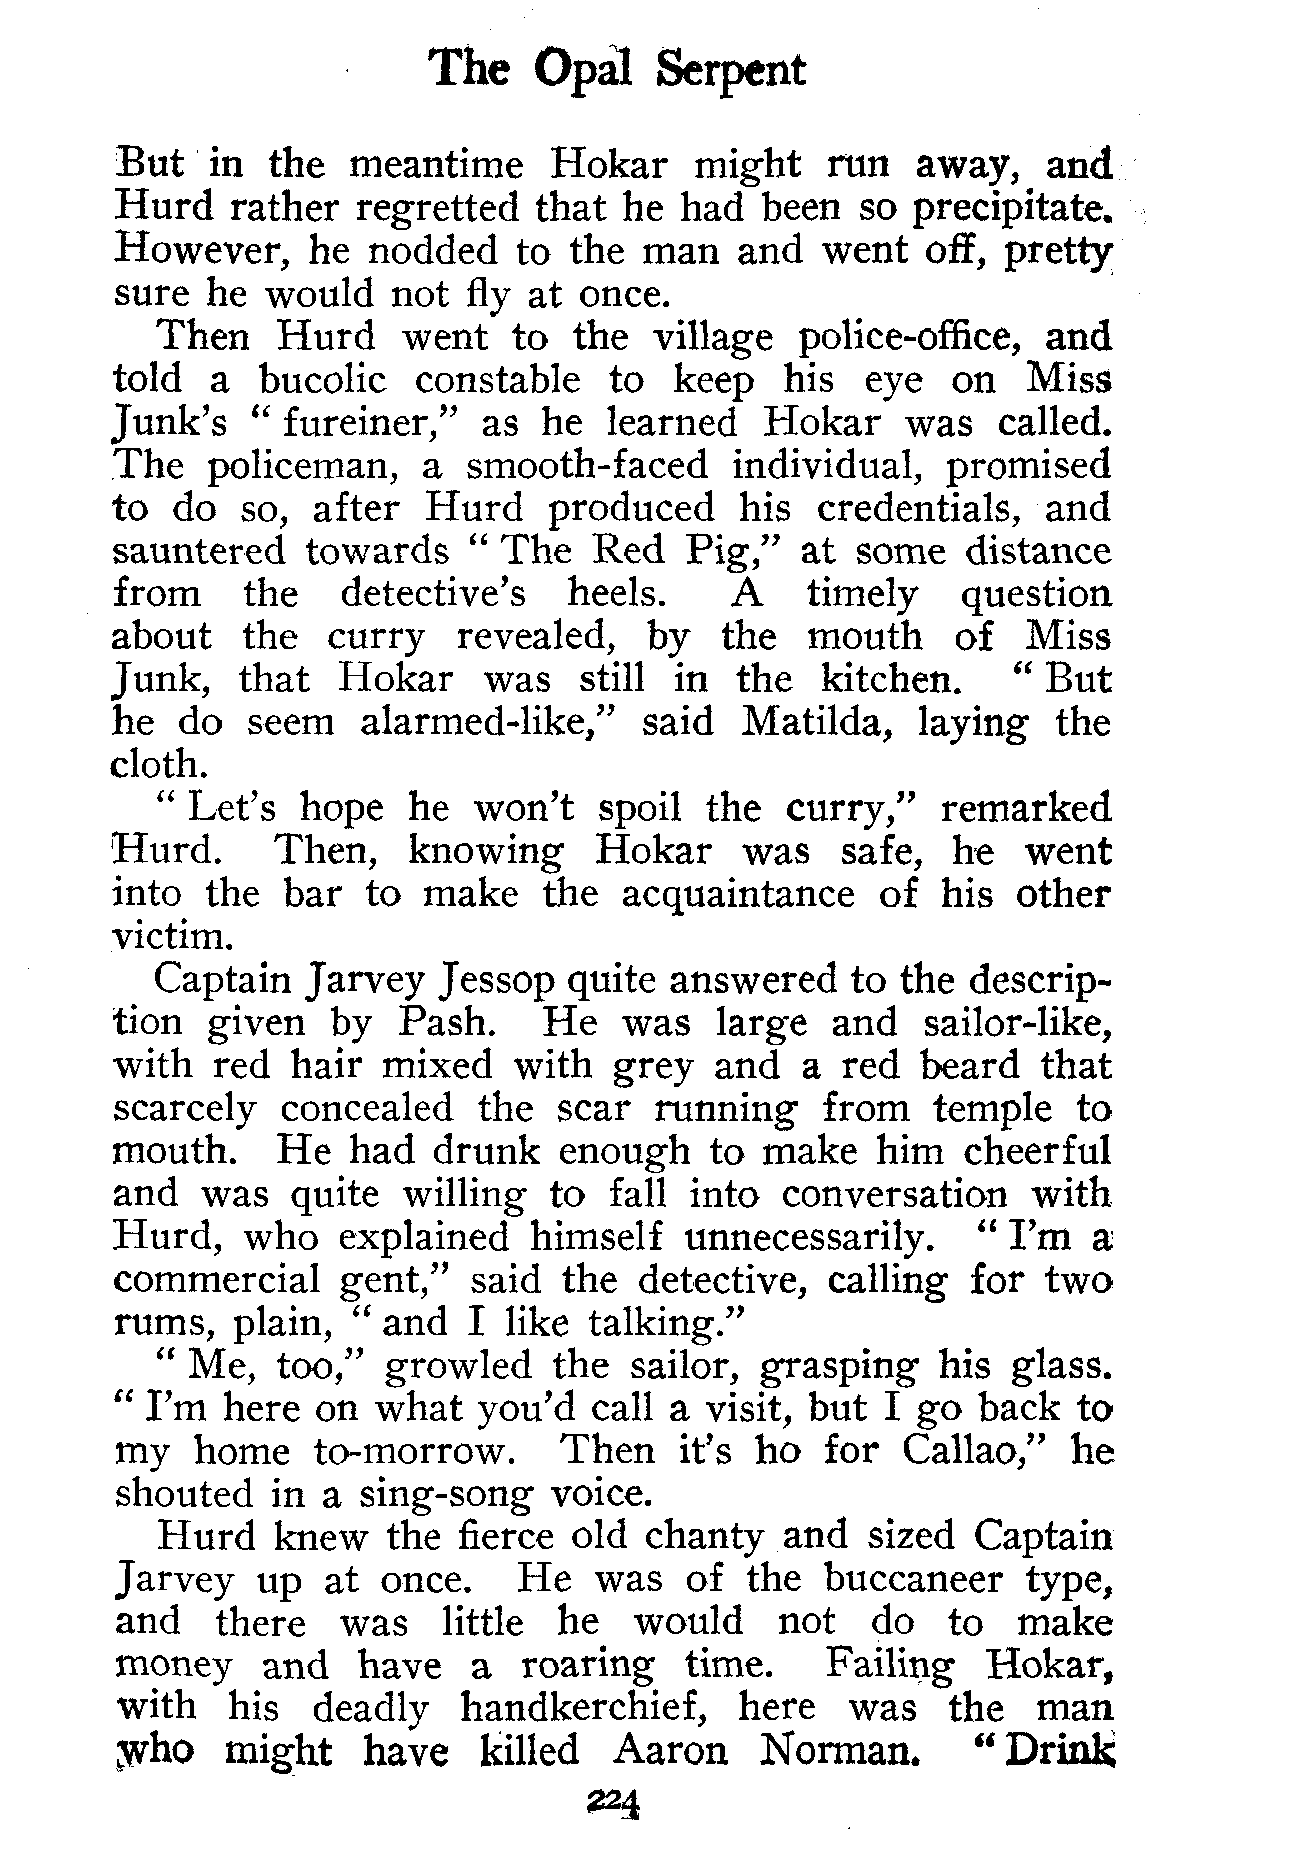 The Opal Serpent
But in the meantime Hokar might run away, and
Hurd rather regretted that he had been so precipitate.
However, he nodded to the man and went off, pretty
sure he would not fly at once.
Then Hurd went to the village police-office, and
told a bucolic constable to keep his eye on Miss
Junk's " fureiner," as he learned Hokar was called.
The policeman, a smooth-faced individual, promised
to do so, after Hurd produced his credentials, and
sauntered towards " The Red Pig," at some distance
from the detective's heels. A timely question
about the curry revealed, by the mouth of Miss
Junk, that Hokar was still in the kitchen. " But
he do seem alarmed-like," said Matilda, laying the
cloth.
" Let's hope he won't spoil the curry," remarked
Hurd. Then, knowing Hokar was safe, he went
into the bar to make the acquaintance of his other
victim.
Captain Jarvey Jessop quite answered to the descrip-
tion given by Pash. He was large and sailor-like,
with red hair mixed with grey and a red beard that
scarcely concealed the scar running from temple to
mouth. He had drunk enough to make him cheerful
and was quite willing to fall into conversation with
Hurd, who explained himself unnecessarily. " I'm a
commercial gent," said the detective, calling for two
rums, plain, " and I like talking."
" Me, too," growled the sailor, grasping his glass.
" I'm here on what you'd call a visit, but I go back to
my home to-morrow. Then it's ho for Callao," he
shouted in a sing-song voice.
Hurd knew the fierce old chanty and sized Captain
Jarvey up at once. He was of the buccaneer type,
and there was little he would not do to make
money and have a roaring time. Failing Hokar,
with his deadly handkerchief, here was the man
who might have killed Aaron Norman. " Drink
224